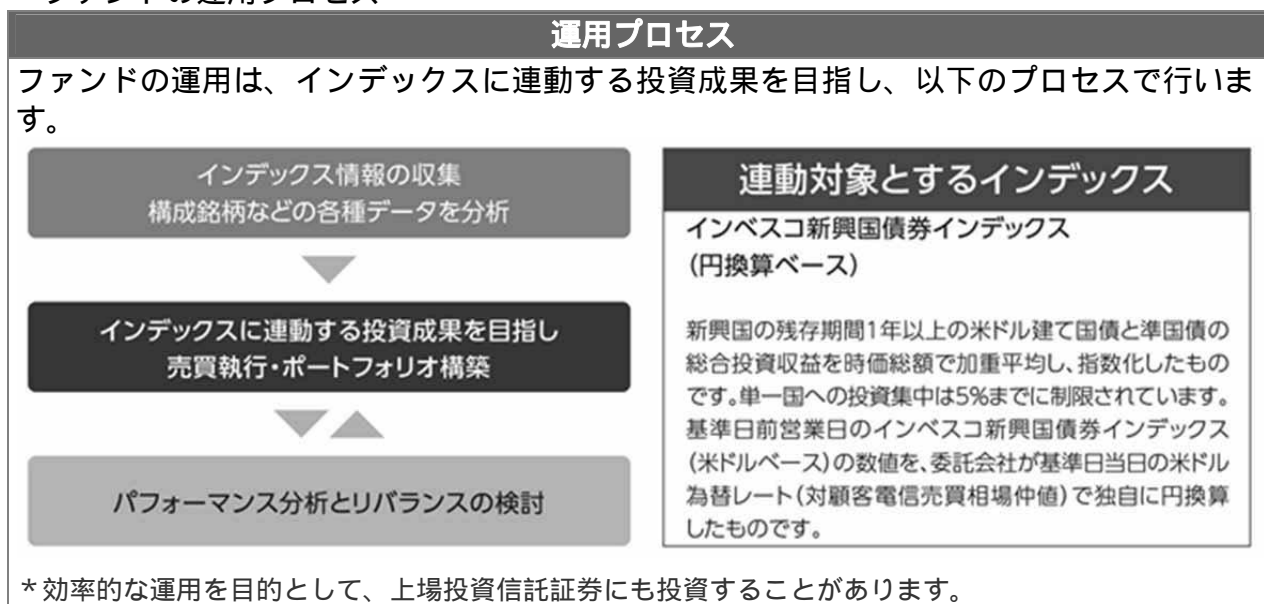 ファンドの運用プロセス
運用プロセス
ファンドの運用は、インデックスに連動する投資成果を目指し、以下のプロセスで行いま
す。
インデックス情報の収集
構成銘柄などの各種データを分析
インデックスに連動する投資成果を目指し
売買執行・ポートフォリオ構築
パフォーマンス分析とリバランスの検討
連動対象とするインデックス
インベスコ新興国債券インデックス
(円換算ベース)
新興国の残存期間1年以上の米ドル建て国債と準国債の
総合投資収益を時価総額で加重平均し、指数化したもの
です。単一国への投資集中は5%までに制限されています。
基準日前営業日のインベスコ新興国債券インデックス
(米ドルベース)の数値を、委託会社が基準日当日の米ドル
為替レート(対顧客電信売買相場仲値)で独自に円換算
したものです。
*効率的な運用を目的として、上場投資信託証券にも投資することがあります。